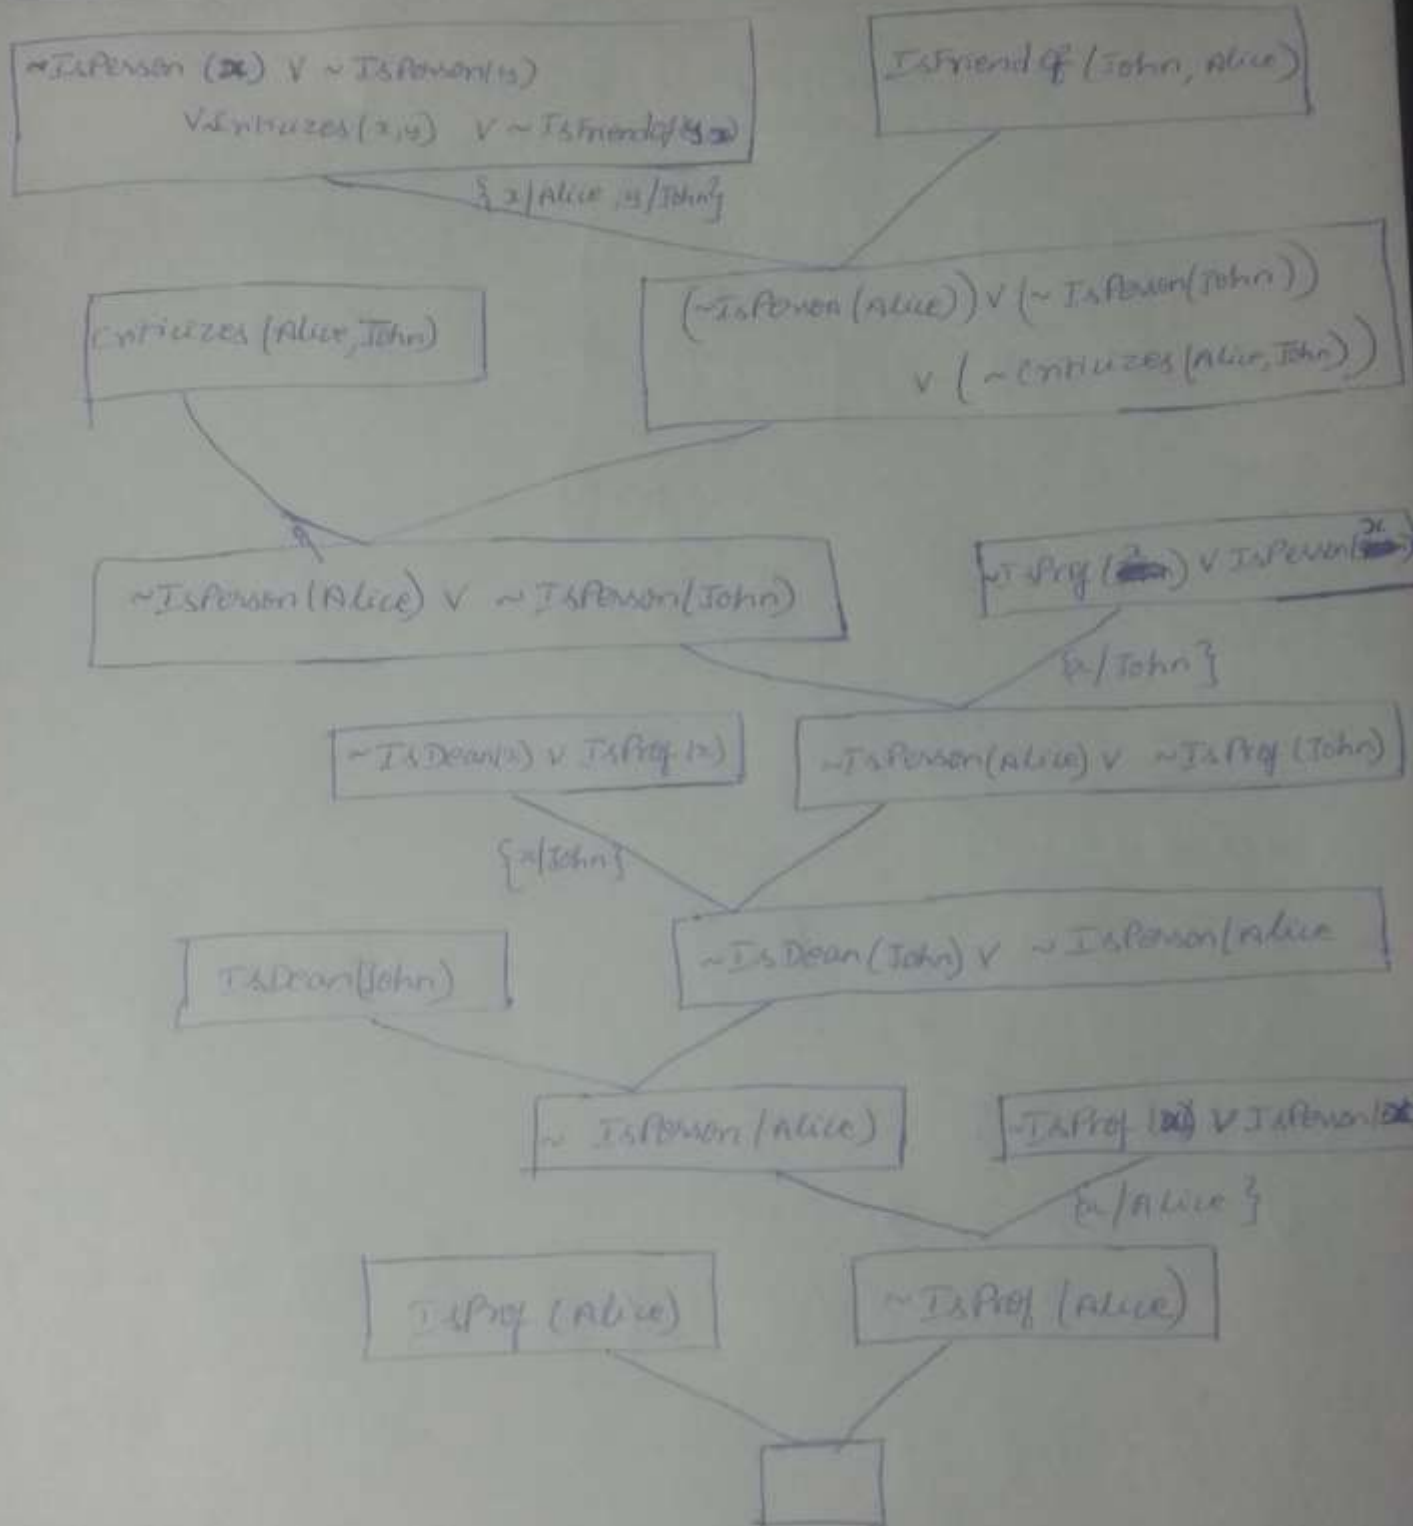 ~IsPerson (x) V ~ IsPerson(y)
V~Criticizes(x,y) V ~IsFriendOf(y x)
IsFriendOf (John, Alice)
{ x/Alice, y/John}
Criticizes (Alice, John)
(~IsPerson (Alice)) V (~ IsPerson(John))
V (~Criticizes (Alice, John))
~IsPerson(Alice) V ~IsPerson(John)
~IsProf (x) V IsPerson(x
{x/John}
~IsDean(x) V IsProf (x)
~IsPerson(Alice) V ~IsProf (John)
{x/John}
IsDean(John)
~IsDean(John) V ~IsPerson(Alice
~ IsPerson (Alice)
~IsProf (x) V IsPerson(x
{x/Alice }
IsProf (Alice)
~IsProf (Alice)